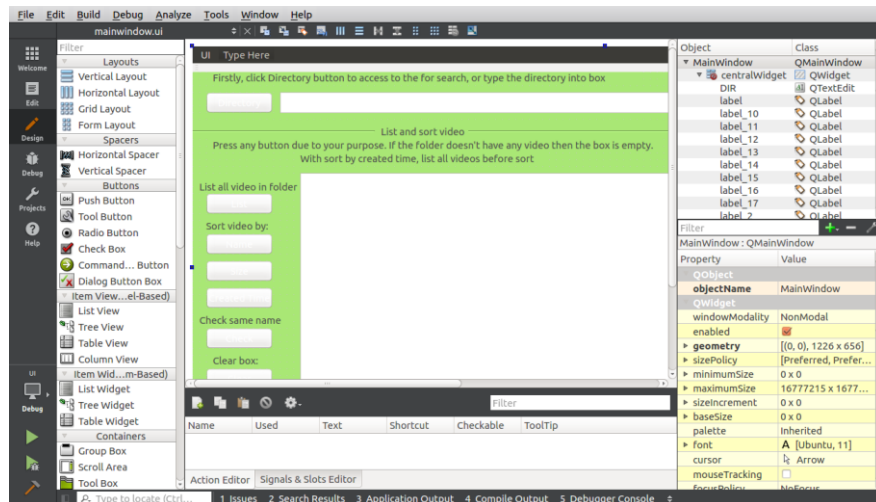 File Edit Build Debug Analyze Tools Window Help
mainwindow.ui
Welcome
Edit
Design
Debug
Projects
Help
UI
Debug
Filter
Layouts
Vertical Layout
Horizontal Layout
Grid Layout
Form Layout
Spacers
Horizontal Spacer
Vertical Spacer
Buttons
Push Button
Tool Button
Radio Button
Check Box
Command... Button
Dialog Button Box
Item View...el-Based)
List View
Tree View
Table View
Column View
Item Wid...m-Based)
List Widget
Tree Widget
Table Widget
Containers
Group Box
Scroll Area
Tool Box
UI Type Here
Firstly, click Directory button to access to the for search, or type the directory into box
List and sort video
Press any button due to your purpose. If the folder doesn't have any video then the box is empty.
With sort by created time, list all videos before sort
List all video in folder
Sort video by:
Check same name
Clear box:
Filter
Name Used Text Shortcut Checkable ToolTip
Action Editor Signals & Slots Editor
Object Class
MainWindow QMainWindow
centralWidget QWidget
DIR QTextEdit
label QLabel
label_10 QLabel
label_11 QLabel
label_12 QLabel
label_13 QLabel
label_14 QLabel
label_15 QLabel
label_16 QLabel
label_17 QLabel
label_2 QLabel
Filter
MainWindow : QMainWindow
Property Value
QObject
objectName MainWindow
QWidget
windowModality NonModal
enabled
geometry [(0, 0), 1226 x 656]
sizePolicy [Preferred, Prefer...
minimumSize 0 x 0
maximumSize 16777215 x 1677...
sizeIncrement 0 x 0
baseSize 0 x 0
palette Inherited
font A [Ubuntu, 11]
cursor Arrow
mouseTracking
focusPolicy NoFocus
Type to locate (Ctrl... 1 Issues 2 Search Results 3 Application Output 4 Compile Output 5 Debugger Console